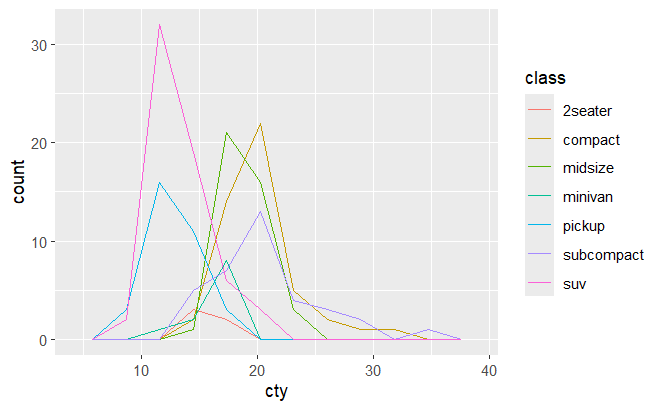 30
20
10
0
count
10
20
30
40
cty
class
2seater
compact
midsize
minivan
pickup
subcompact
suv